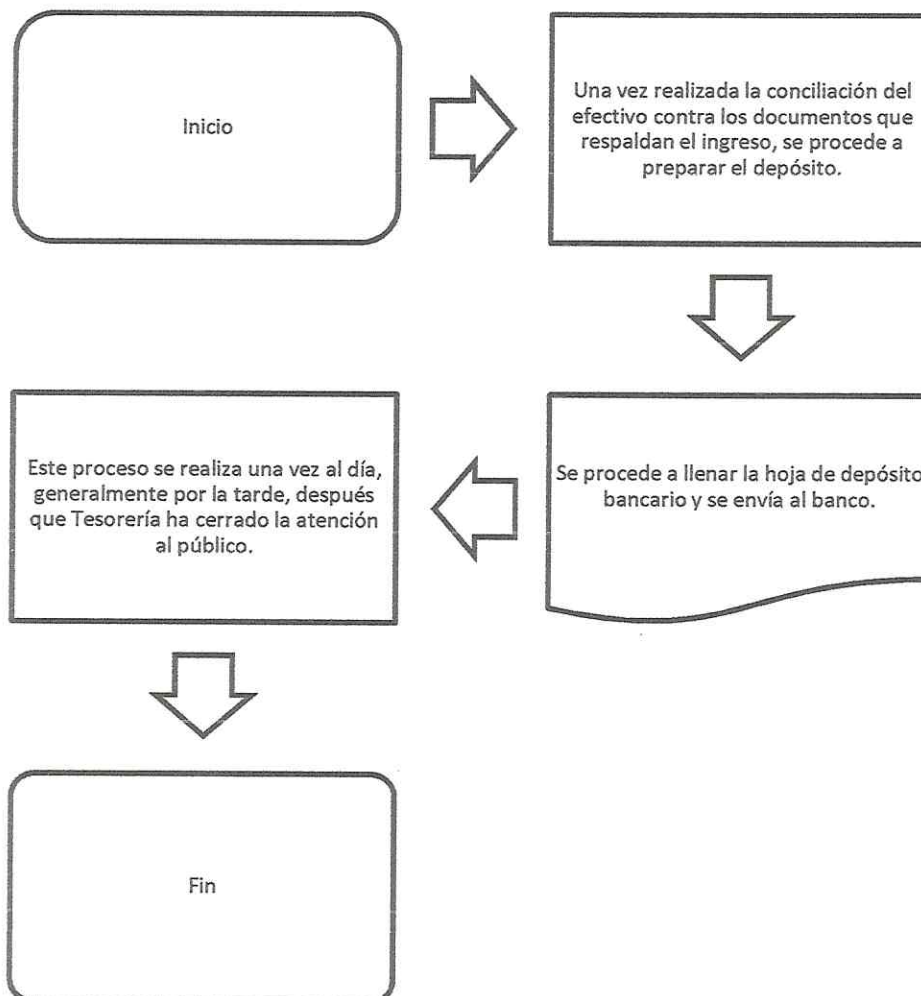 Inicio
Una vez realizada la conciliación del
efectivo contra los documentos que
respaldan el ingreso, se procede a
preparar el depósito.
Se procede a llenar la hoja de depósito
bancario y se envía al banco.
Este proceso se realiza una vez al día,
generalmente por la tarde, después
que Tesorería ha cerrado la atención
al público.
Fin